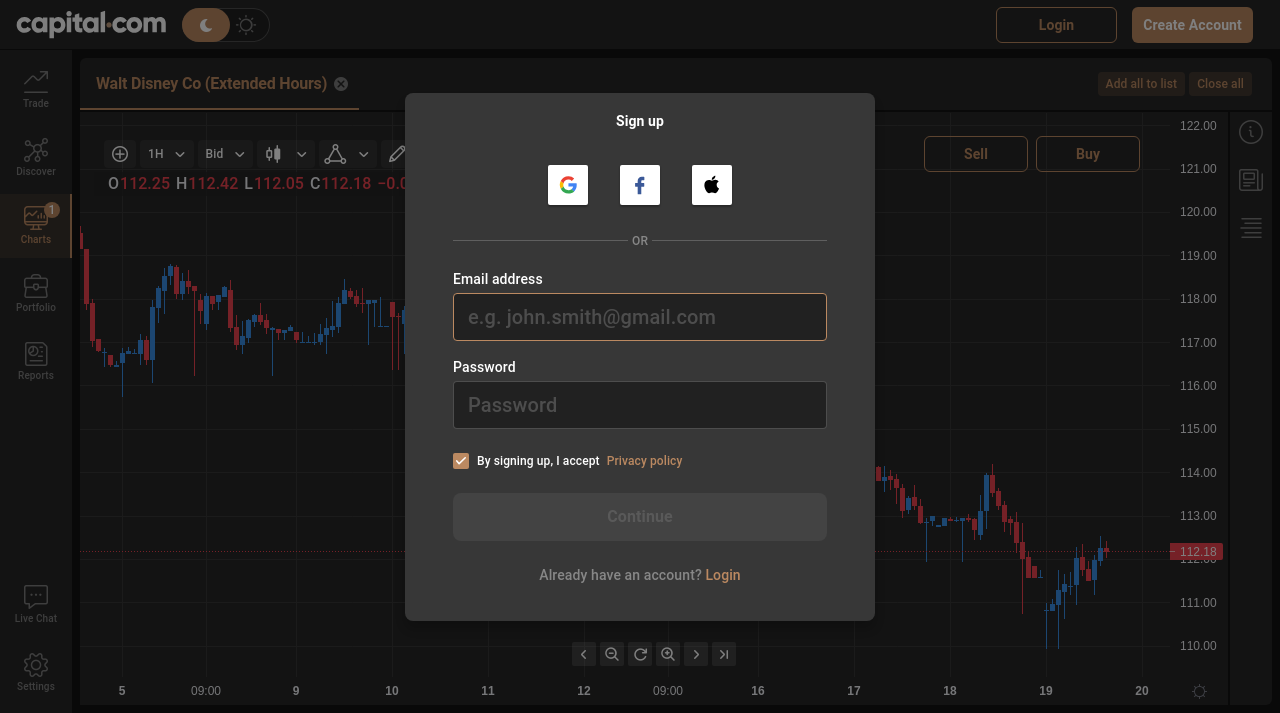 capital.com
Login
Create Account
Trade
Discover
1
Charts
Portfolio
Reports
Live Chat
Settings
Walt Disney Co (Extended Hours)
Add all to list
Close all
1H
Bid
O112.25 H112.42 L112.05 C112.18 −0.0
Sell
Buy
Sign up
OR
Email address
e.g. john.smith@gmail.com
Password
Password
By signing up, I accept Privacy policy
Continue
Already have an account? Login
122.00
121.00
120.00
119.00
118.00
117.00
116.00
115.00
114.00
113.00
112.18
112.00
111.00
110.00
5
09:00
9
10
11
12
09:00
16
17
18
19
20